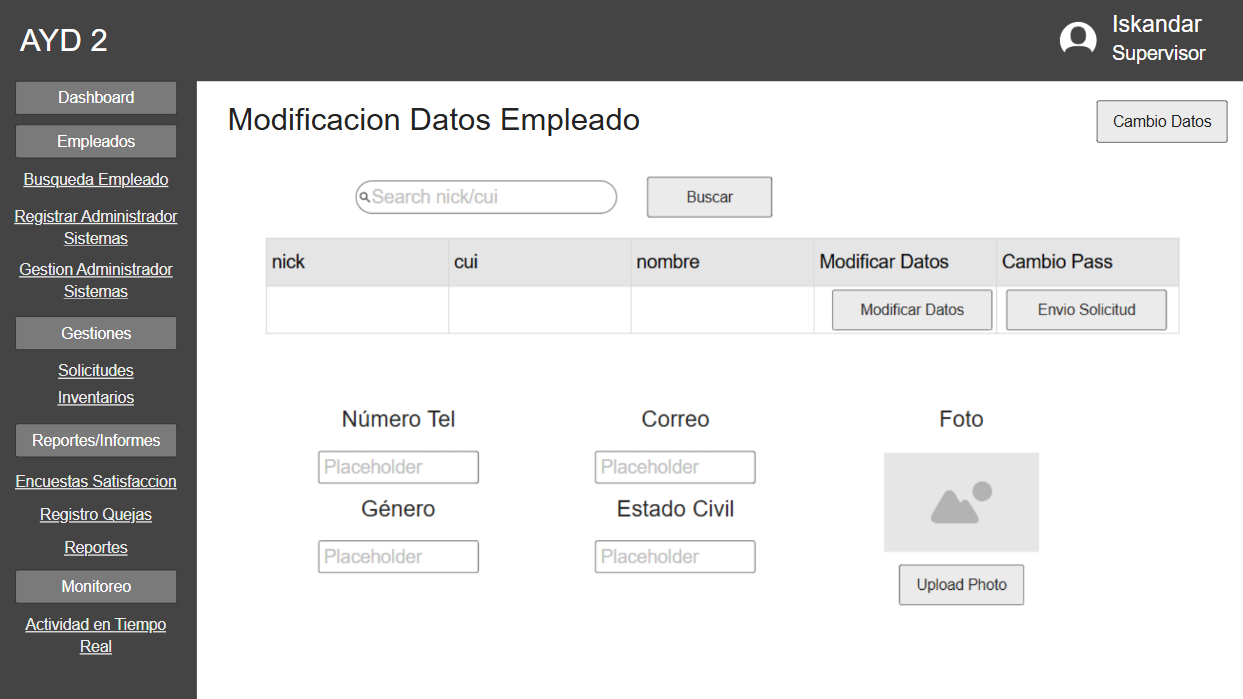 AYD 2
Iskandar
Supervisor
Dashboard
Empleados
Busqueda Empleado
Registrar Administrador
Sistemas
Gestion Administrador
Sistemas
Gestiones
Solicitudes
Inventarios
Reportes/Informes
Encuestas Satisfaccion
Registro Quejas
Reportes
Monitoreo
Actividad en Tiempo
Real
Modificacion Datos Empleado
Cambio Datos
Search nick/cui
Buscar
nick cui nombre Modificar Datos Cambio Pass
Modificar Datos Envio Solicitud
Número Tel Correo Foto
Placeholder Placeholder
Género Estado Civil
Placeholder Placeholder
Upload Photo